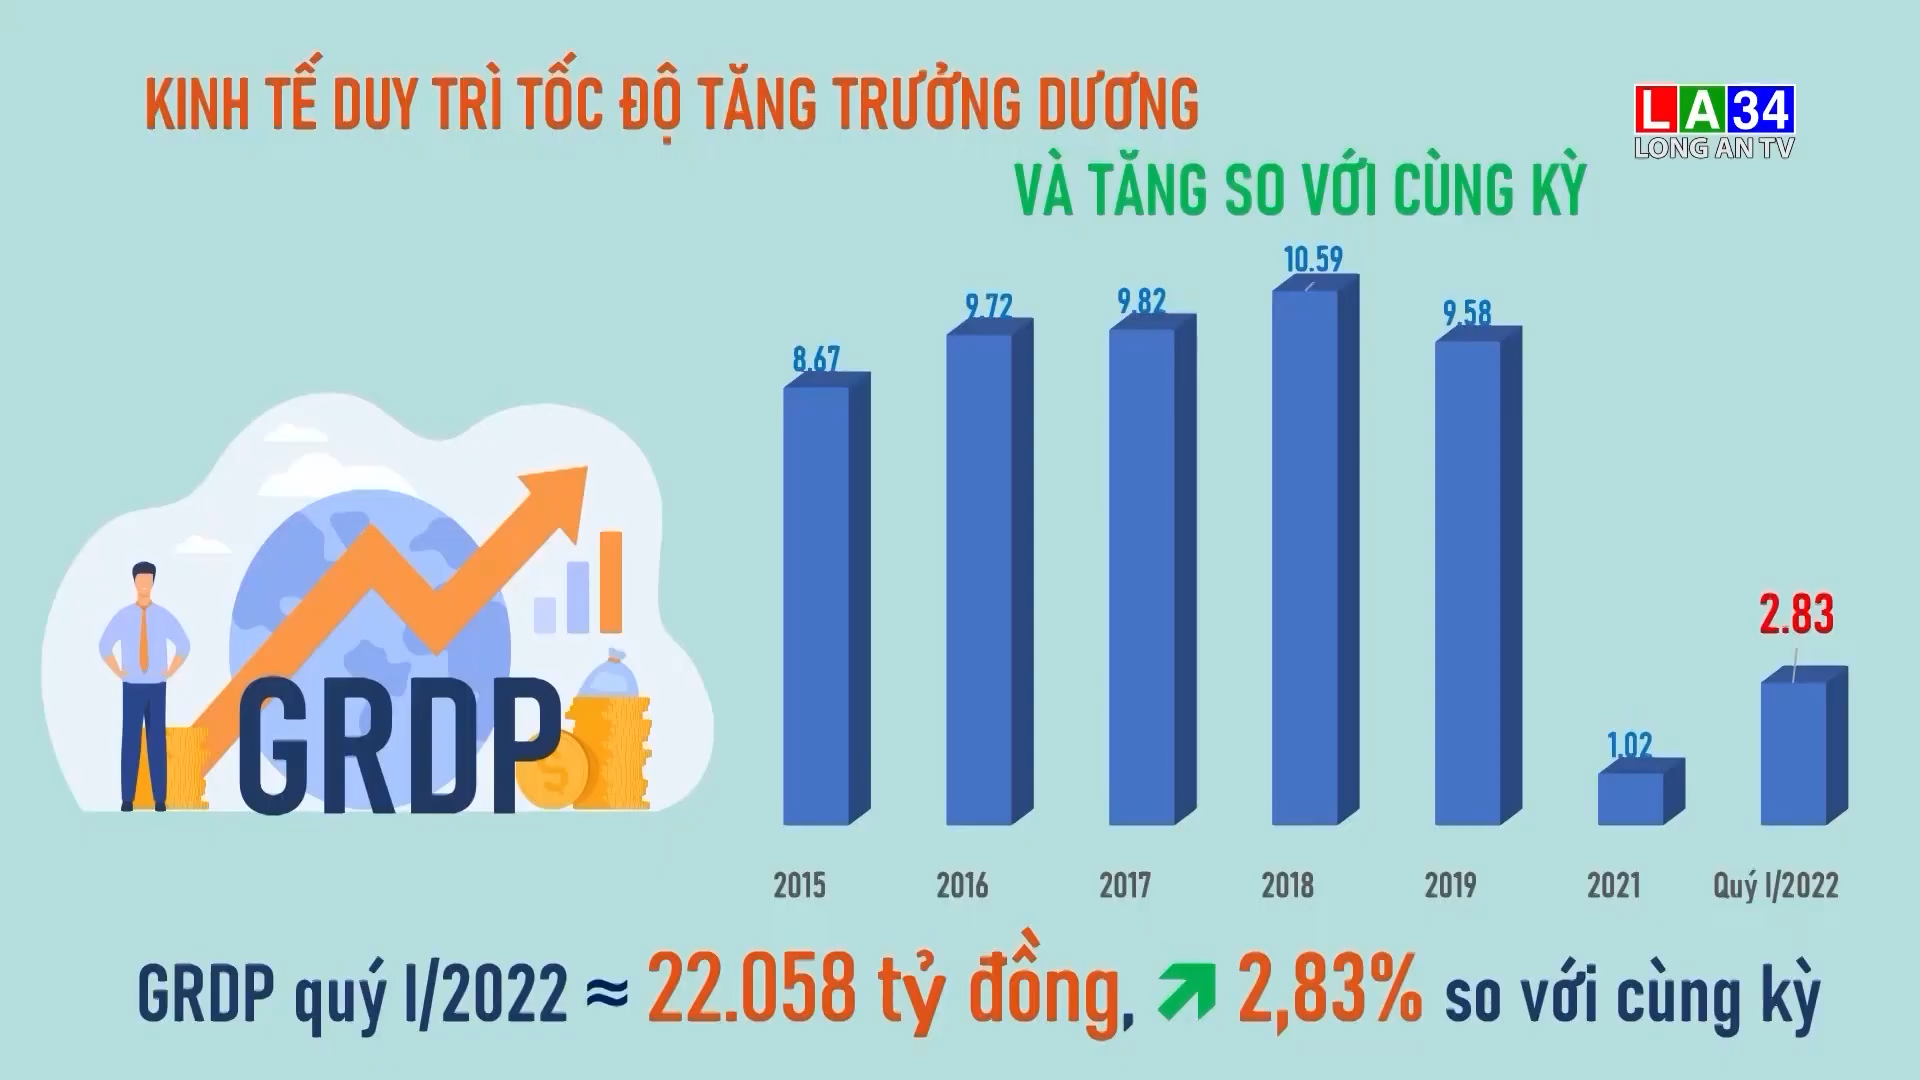 KINH TẾ DUY TRÌ TỐC ĐỘ TĂNG TRƯỞNG DƯƠNG
VÀ TĂNG SO VỚI CÙNG KỲ
LA34
LONG AN TV
8.67
9.72
9.82
10.59
9.58
1.02
2.83
GRDP
2015
2016
2017
2018
2019
2021
Quý I/2022
GRDP quý I/2022 ≈ 22.058 tỷ đồng, 2,83% so với cùng kỳ